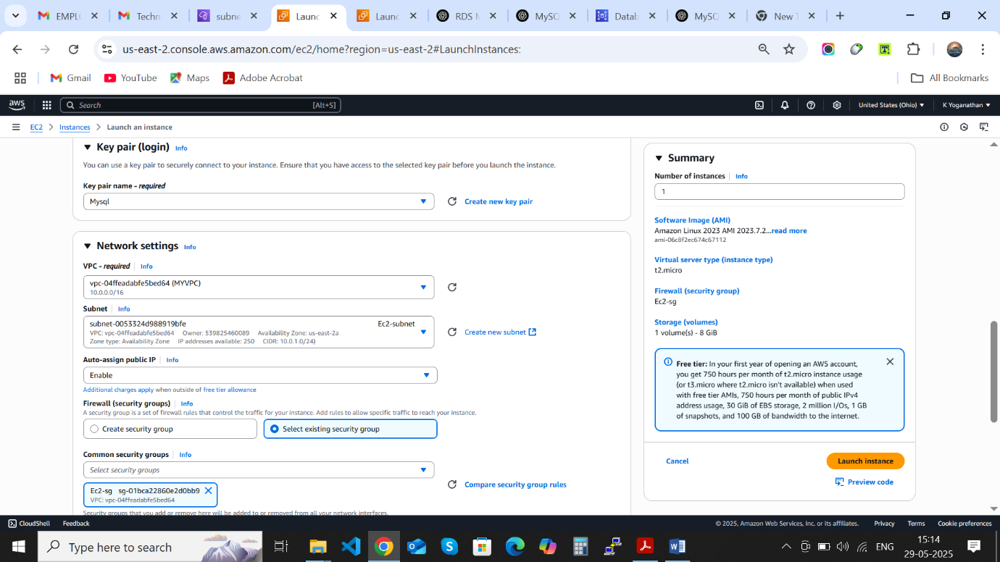 EMPL
Techn
subne
Launc
Launc
RDS M
MySQ
Datab
MySQ
New T
us-east-2.console.aws.amazon.com/ec2/home?region=us-east-2#LaunchInstances:
Gmail
YouTube
Maps
Adobe Acrobat
All Bookmarks
aws
Search
[Alt+S]
United States (Ohio)
K Yoganathan
EC2
Instances
Launch an instance
Key pair (login) Info
You can use a key pair to securely connect to your instance. Ensure that you have access to the selected key pair before you launch the instance.
Key pair name - required
Mysql
Create new key pair
Network settings Info
VPC - required Info
vpc-04ffeadabfe5bed64 (MYVPC)
10.0.0.0/16
Subnet Info
subnet-0053324d988919bfe Ec2-subnet
VPC: vpc-04ffeadabfe5bed64 Owner: 539825460089 Availability Zone: us-east-2a
Zone type: Availability Zone IP addresses available: 250 CIDR: 10.0.1.0/24)
Create new subnet
Auto-assign public IP Info
Enable
Additional charges apply when outside of free tier allowance
Firewall (security groups) Info
A security group is a set of firewall rules that control the traffic for your instance. Add rules to allow specific traffic to reach your instance.
Create security group
Select existing security group
Common security groups Info
Select security groups
Ec2-sg sg-01bca22860e2d0bb9
VPC: vpc-04ffeadabfe5bed64
Compare security group rules
Security groups that you add or remove here will be added to or removed from all your network interfaces.
Summary
Number of instances Info
1
Software Image (AMI)
Amazon Linux 2023 AMI 2023.7.2...read more
ami-06c8f2ec674c67112
Virtual server type (instance type)
t2.micro
Firewall (security group)
Ec2-sg
Storage (volumes)
1 volume(s) - 8 GiB
Free tier: In your first year of opening an AWS account,
you get 750 hours per month of t2.micro instance usage
(or t3.micro where t2.micro isn't available) when used
with free tier AMIs, 750 hours per month of public IPv4
address usage, 30 GiB of EBS storage, 2 million I/Os, 1 GB
of snapshots, and 100 GB of bandwidth to the internet.
Cancel
Launch instance
Preview code
CloudShell
Feedback
© 2025, Amazon Web Services, Inc. or its affiliates.
Privacy
Terms
Cookie preferences
Type here to search
ENG
15:14
29-05-2025